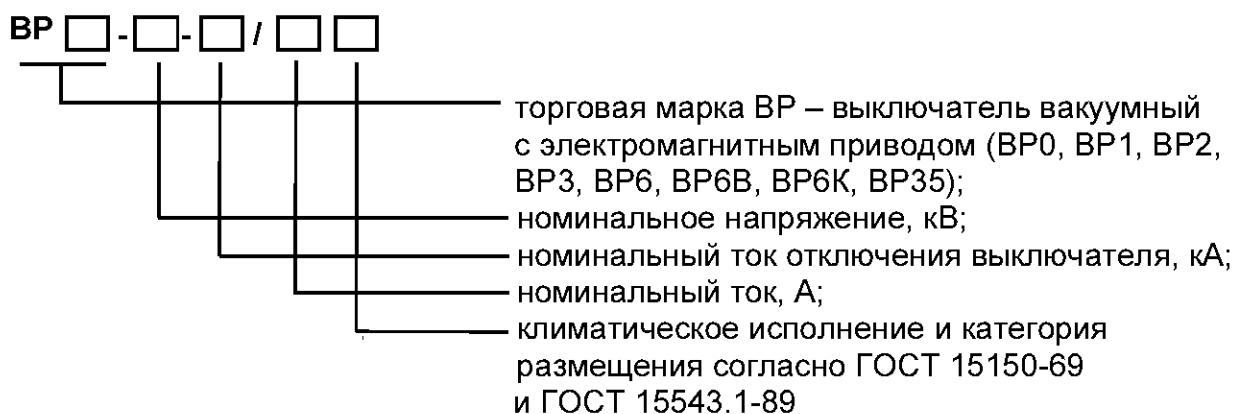 ВР □ - □ - □ / □ □
торговая марка ВР – выключатель вакуумный
с электромагнитным приводом (ВР0, ВР1, ВР2,
ВР3, ВР6, ВР6В, ВР6К, ВР35);
номинальное напряжение, кВ;
номинальный ток отключения выключателя, кА;
номинальный ток, А;
климатическое исполнение и категория
размещения согласно ГОСТ 15150-69
и ГОСТ 15543.1-89